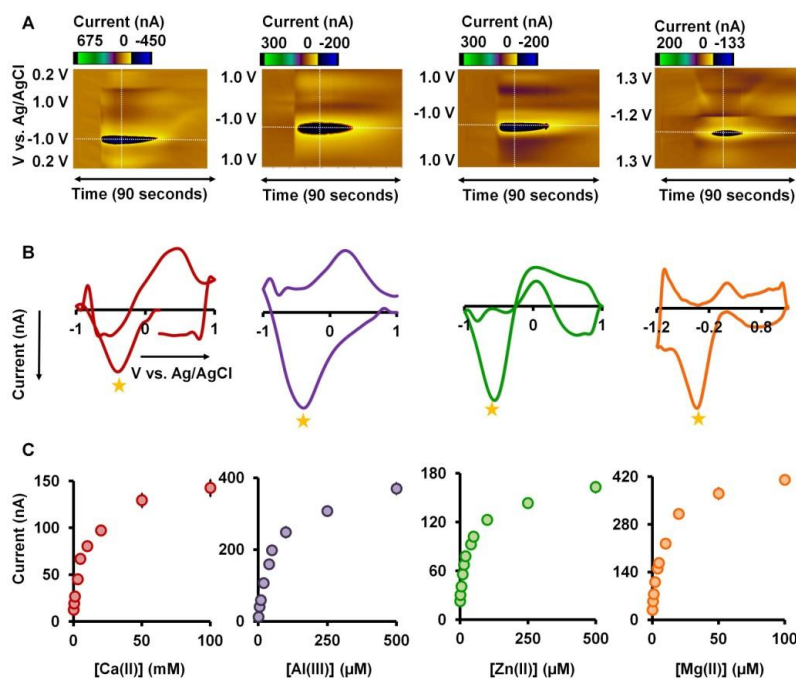 A
Current (nA)
675 0 -450
Current (nA)
300 0 -200
Current (nA)
300 0 -200
Current (nA)
200 0 -133
V vs. Ag/AgCl
0.2 V
1.0 V
-1.0 V
0.2 V
1.0 V
-1.0 V
1.0 V
1.0 V
-1.0 V
1.0 V
1.3 V
-1.2 V
1.3 V
Time (90 seconds)
Time (90 seconds)
Time (90 seconds)
Time (90 seconds)
B
Current (nA)
-1 0 1
V vs. Ag/AgCl
-1 0 1
-1 0 1
-1.2 -0.2 0.8
C
Current (nA)
150
100
50
0
0 50 100
[Ca(II)] (mM)
400
200
0
0 250 500
[Al(III)] (µM)
180
120
60
0
0 250 500
[Zn(II)] (µM)
420
280
140
0
0 50 100
[Mg(II)] (µM)